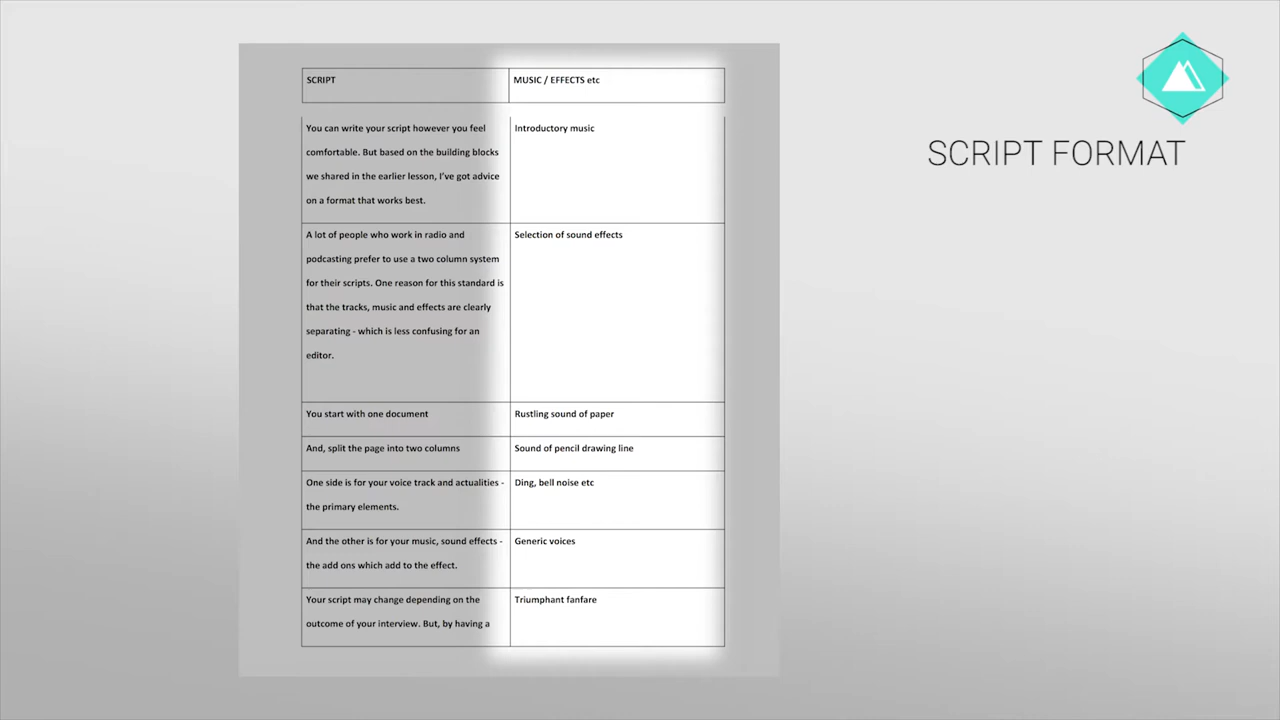 SCRIPT FORMAT
SCRIPT
MUSIC / EFFECTS etc
You can write your script however you feel
comfortable. But based on the building blocks
we shared in the earlier lesson, I've got advice
on a format that works best.
Introductory music
A lot of people who work in radio and
podcasting prefer to use a two column system
for their scripts. One reason for this standard is
that the tracks, music and effects are clearly
separating - which is less confusing for an
editor.
Selection of sound effects
You start with one document
Rustling sound of paper
And, split the page into two columns
Sound of pencil drawing line
One side is for your voice track and actualities -
the primary elements.
Ding, bell noise etc
And the other is for your music, sound effects -
the add ons which add to the effect.
Generic voices
Your script may change depending on the
outcome of your interview. But, by having a
Triumphant fanfare